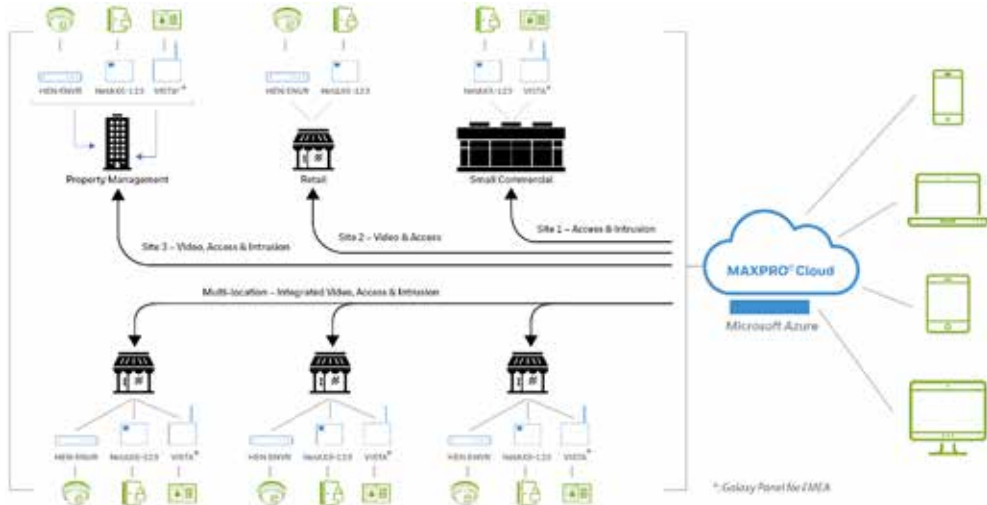 HEN/ENVR NetAXS-123 VISTA*
HEN/ENVR NetAXS-123
NetAXS-123 VISTA*
Property Management
Retail
Small Commercial
Site 3 – Video, Access & Intrusion
Site 2 – Video & Access
Site 1 – Access & Intrusion
MAXPRO® Cloud
Microsoft Azure
Multi-location – Integrated Video, Access & Intrusion
HEN/ENVR NetAXS-123 VISTA*
HEN/ENVR NetAXS-123 VISTA*
HEN/ENVR NetAXS-123 VISTA*
*: Galaxy Panel for EMEA